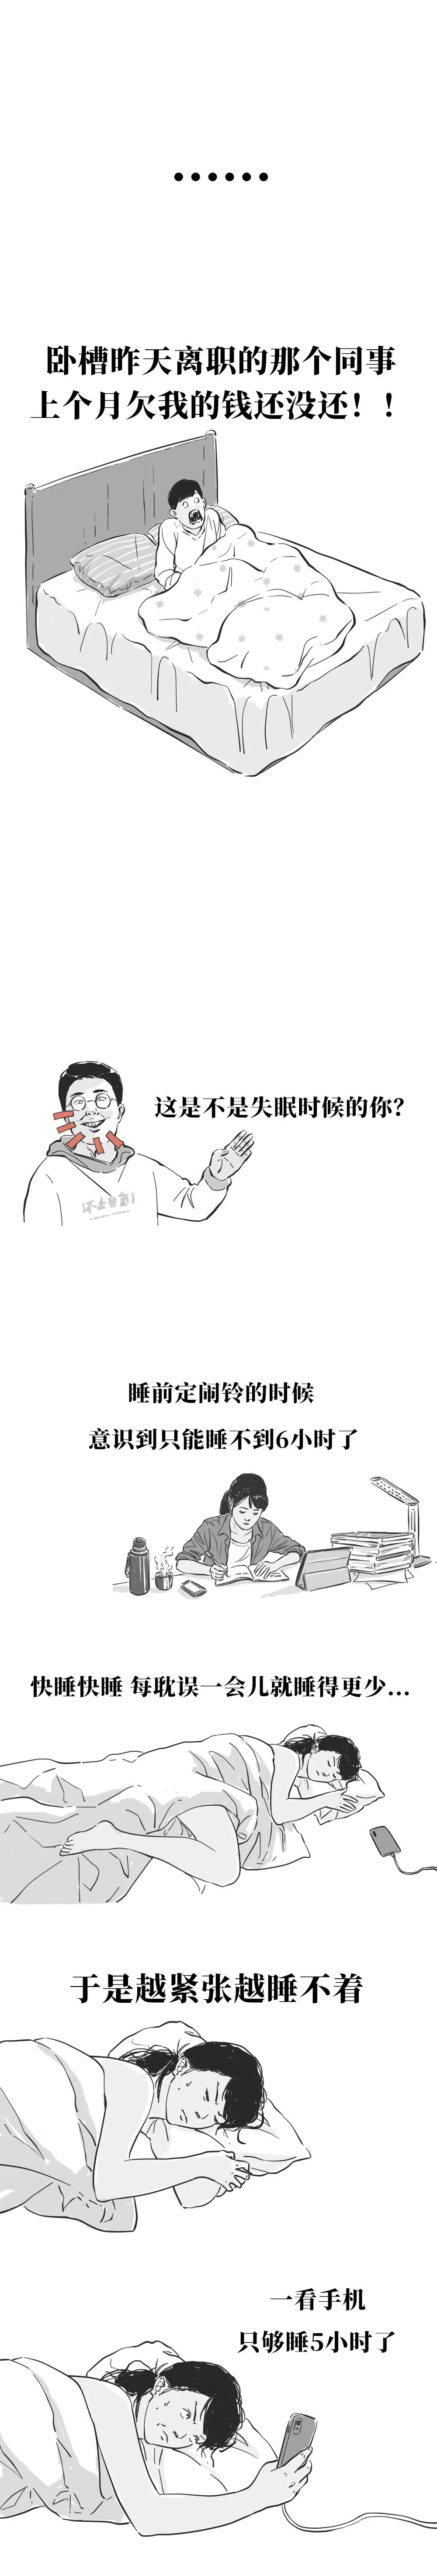 ······
卧槽昨天离职的那个同事
上个月欠我的钱还没还！！
这是不是失眠时候的你？
睡前定闹铃的时候
意识到只能睡不到6小时了
快睡快睡 每耽误一会儿就睡得更少...
于是越紧张越睡不着
一看手机
只够睡5小时了